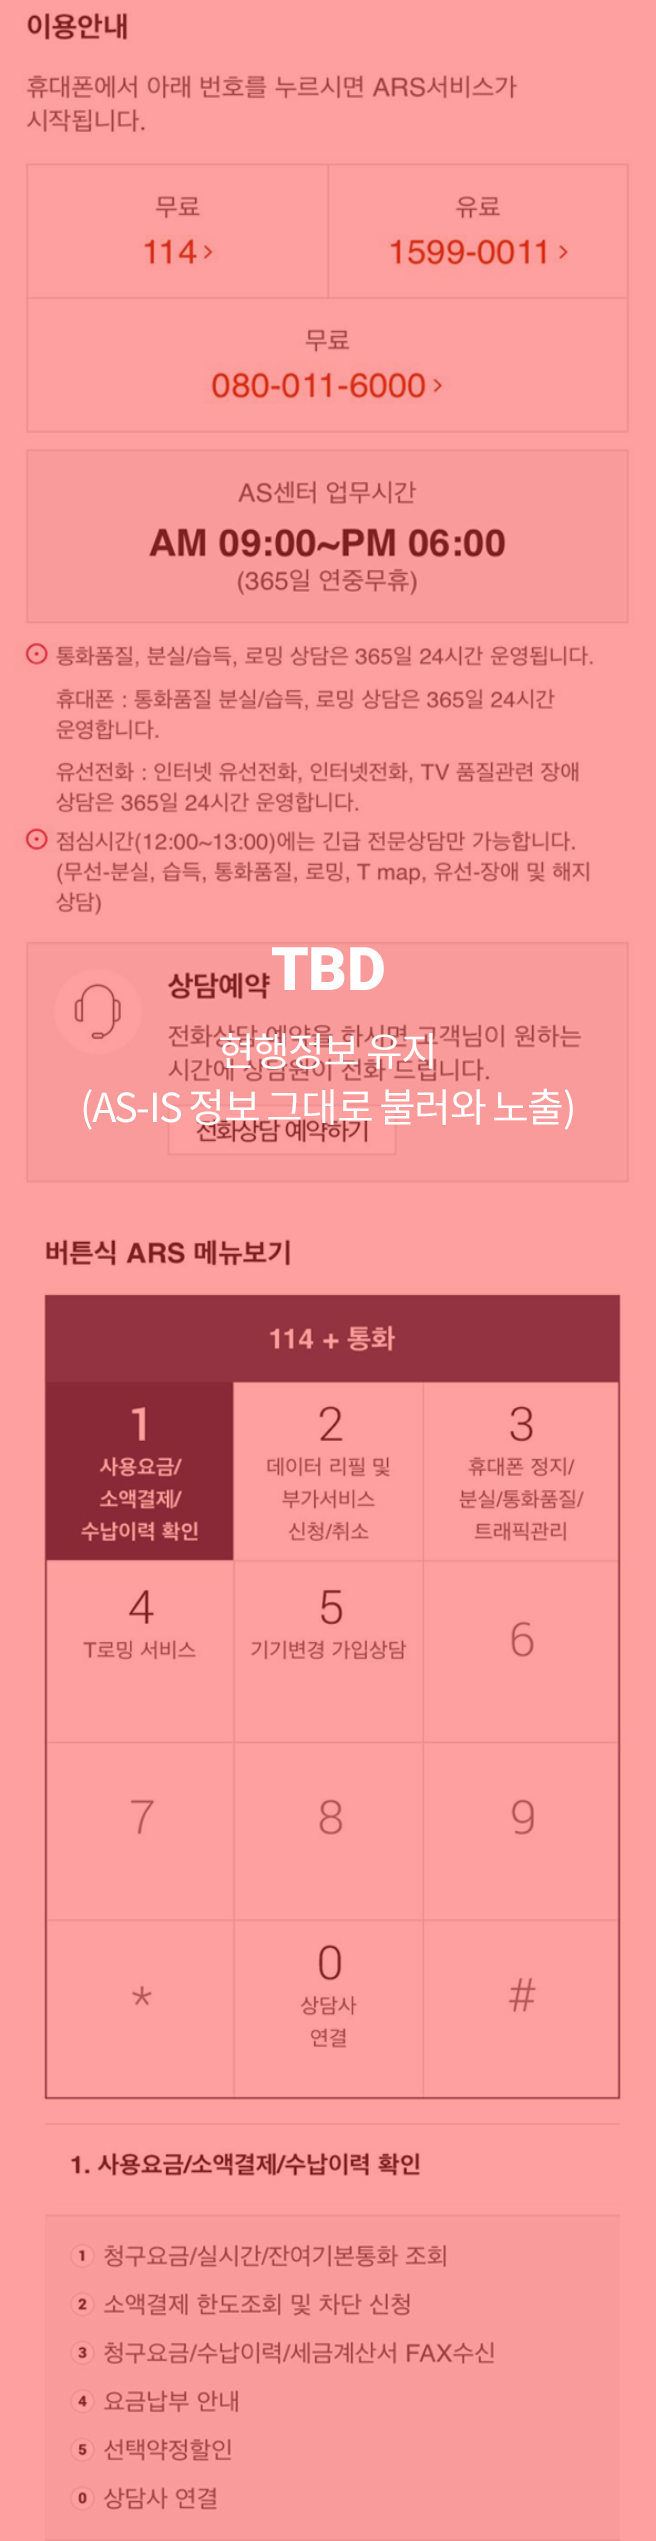 이용안내
휴대폰에서 아래 번호를 누르시면 ARS서비스가
시작됩니다.
무료
114 >
유료
1599-0011 >
무료
080-011-6000 >
AS센터 업무시간
AM 09:00~PM 06:00
(365일 연중무휴)
통화품질, 분실/습득, 로밍 상담은 365일 24시간 운영됩니다.
휴대폰 : 통화품질 분실/습득, 로밍 상담은 365일 24시간
운영합니다.
유선전화 : 인터넷 유선전화, 인터넷전화, TV 품질관련 장애
상담은 365일 24시간 운영합니다.
점심시간(12:00~13:00)에는 긴급 전문상담만 가능합니다.
(무선-분실, 습득, 통화품질, 로밍, T map, 유선-장애 및 해지
상담)
상담예약
TBD
전화상담 예약을 하시면 고객님이 원하는
현행정보 유지
시간에 상담원이 전화 드립니다.
(AS-IS 정보 그대로 불러와 노출)
전화상담 예약하기
버튼식 ARS 메뉴보기
114 + 통화
1
사용요금/
소액결제/
수납이력 확인
2
데이터 리필 및
부가서비스
신청/취소
3
휴대폰 정지/
분실/통화품질/
트래픽관리
4
T로밍 서비스
5
기기변경 가입상담
6
7
8
9
*
0
상담사
연결
#
1. 사용요금/소액결제/수납이력 확인
1 청구요금/실시간/잔여기본통화 조회
2 소액결제 한도조회 및 차단 신청
3 청구요금/수납이력/세금계산서 FAX수신
4 요금납부 안내
5 선택약정할인
0 상담사 연결